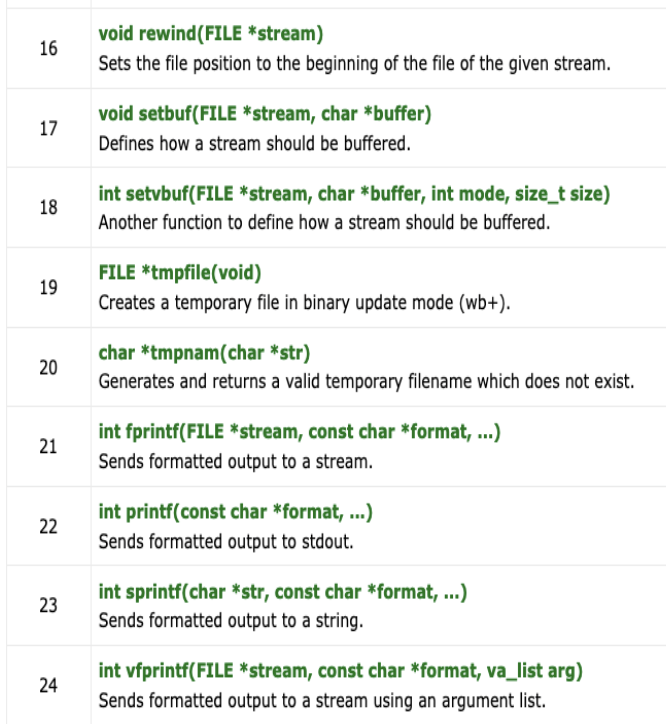 16
void rewind(FILE *stream)
Sets the file position to the beginning of the file of the given stream.
17
void setbuf(FILE *stream, char *buffer)
Defines how a stream should be buffered.
18
int setvbuf(FILE *stream, char *buffer, int mode, size_t size)
Another function to define how a stream should be buffered.
19
FILE *tmpfile(void)
Creates a temporary file in binary update mode (wb+).
20
char *tmpnam(char *str)
Generates and returns a valid temporary filename which does not exist.
21
int fprintf(FILE *stream, const char *format, ...)
Sends formatted output to a stream.
22
int printf(const char *format, ...)
Sends formatted output to stdout.
23
int sprintf(char *str, const char *format, ...)
Sends formatted output to a string.
24
int vfprintf(FILE *stream, const char *format, va_list arg)
Sends formatted output to a stream using an argument list.